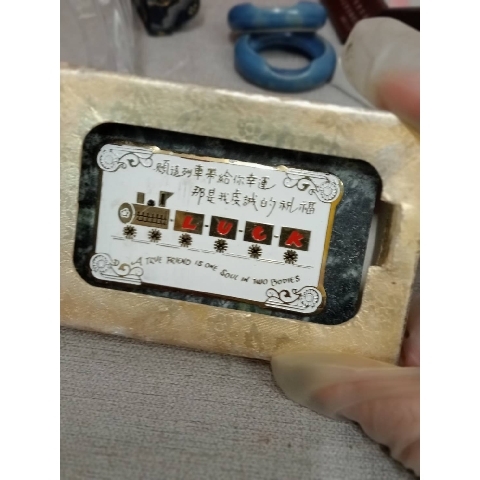 願這列車帶給你幸運
那是我虔誠的祝福
LUCK
A TRUE FRIEND IS ONE SOUL IN TWO BODIES